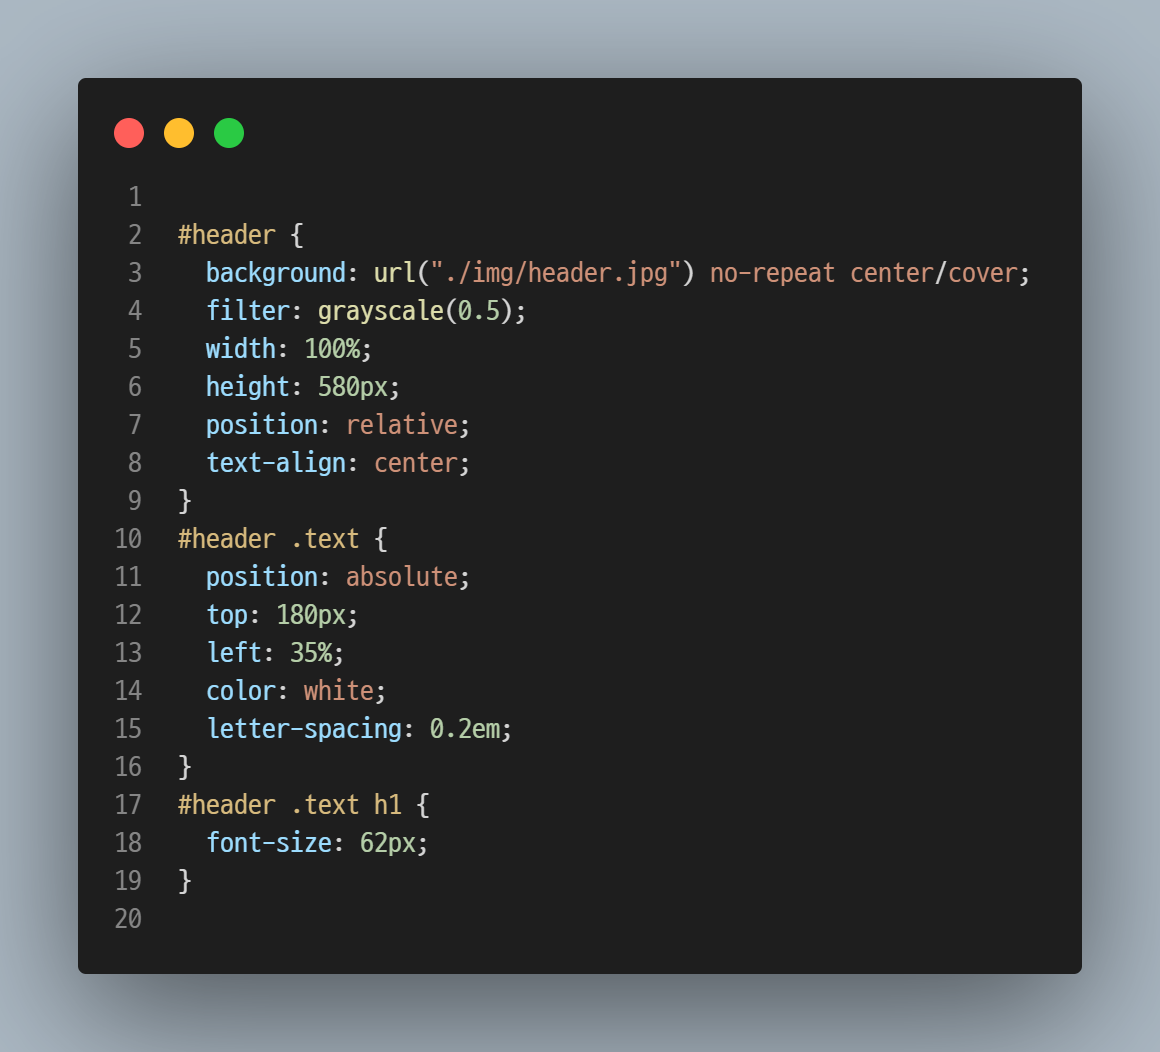 1
2 #header {
3   background: url("./img/header.jpg") no-repeat center/cover;
4   filter: grayscale(0.5);
5   width: 100%;
6   height: 580px;
7   position: relative;
8   text-align: center;
9 }
10 #header .text {
11   position: absolute;
12   top: 180px;
13   left: 35%;
14   color: white;
15   letter-spacing: 0.2em;
16 }
17 #header .text h1 {
18   font-size: 62px;
19 }
20